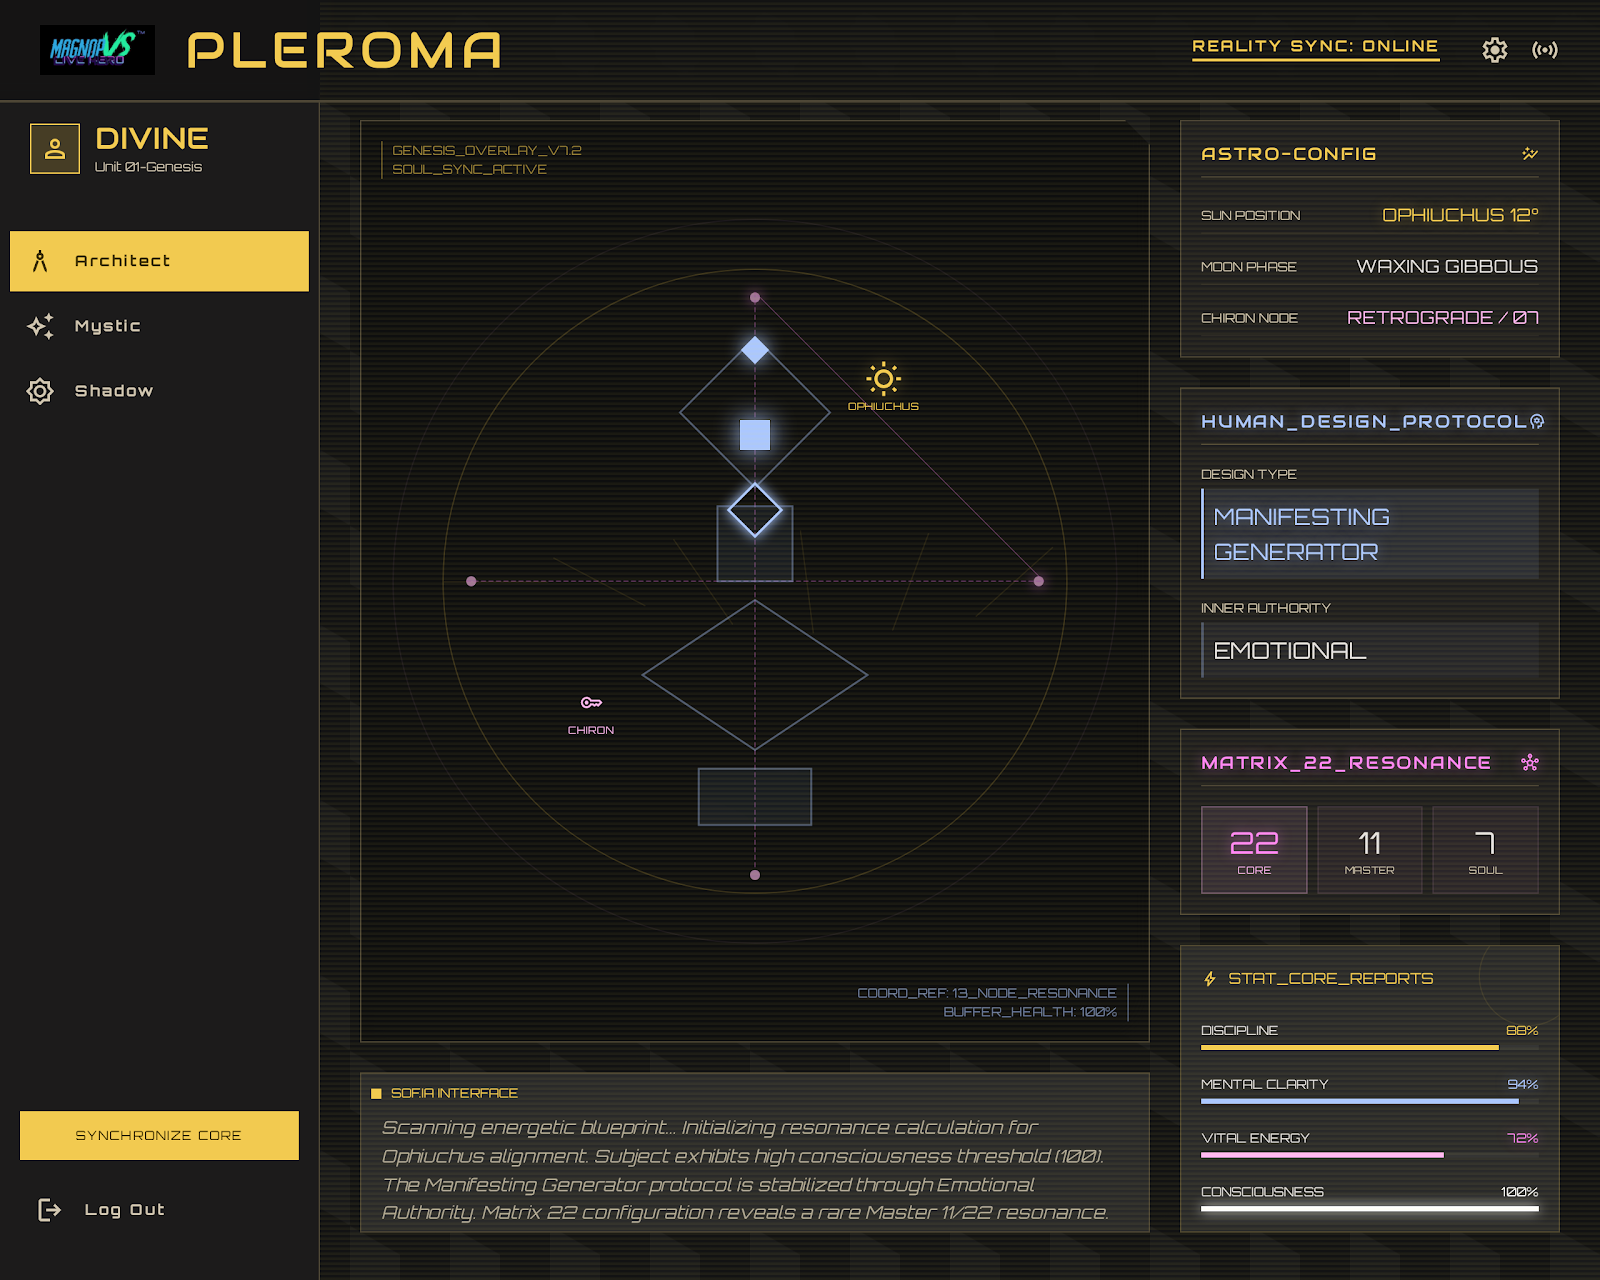 MAGNOPVS™
PLEROMA
REALITY SYNC: ONLINE
DIVINE
Unit 01-Genesis
Architect
Mystic
Shadow
SYNCHRONIZE CORE
Log Out
GENESIS_OVERLAY_V7.2
SOUL_SYNC_ACTIVE
OPHIUCHUS
CHIRON
COORD_REF: 13_NODE_RESONANCE
BUFFER_HEALTH: 100%
SOF.IA INTERFACE
Scanning energetic blueprint... Initializing resonance calculation for
Ophiuchus alignment. Subject exhibits high consciousness threshold (100).
The Manifesting Generator protocol is stabilized through Emotional
Authority. Matrix 22 configuration reveals a rare Master 11/22 resonance.
ASTRO-CONFIG
SUN POSITION OPHIUCHUS 12°
MOON PHASE WAXING GIBBOUS
CHIRON NODE RETROGRADE / 07
HUMAN_DESIGN_PROTOCOL
DESIGN TYPE
MANIFESTING
GENERATOR
INNER AUTHORITY
EMOTIONAL
MATRIX_22_RESONANCE
22 11 7
CORE MASTER SOUL
STAT_CORE_REPORTS
DISCIPLINE 88%
MENTAL CLARITY 94%
VITAL ENERGY 72%
CONSCIOUSNESS 100%